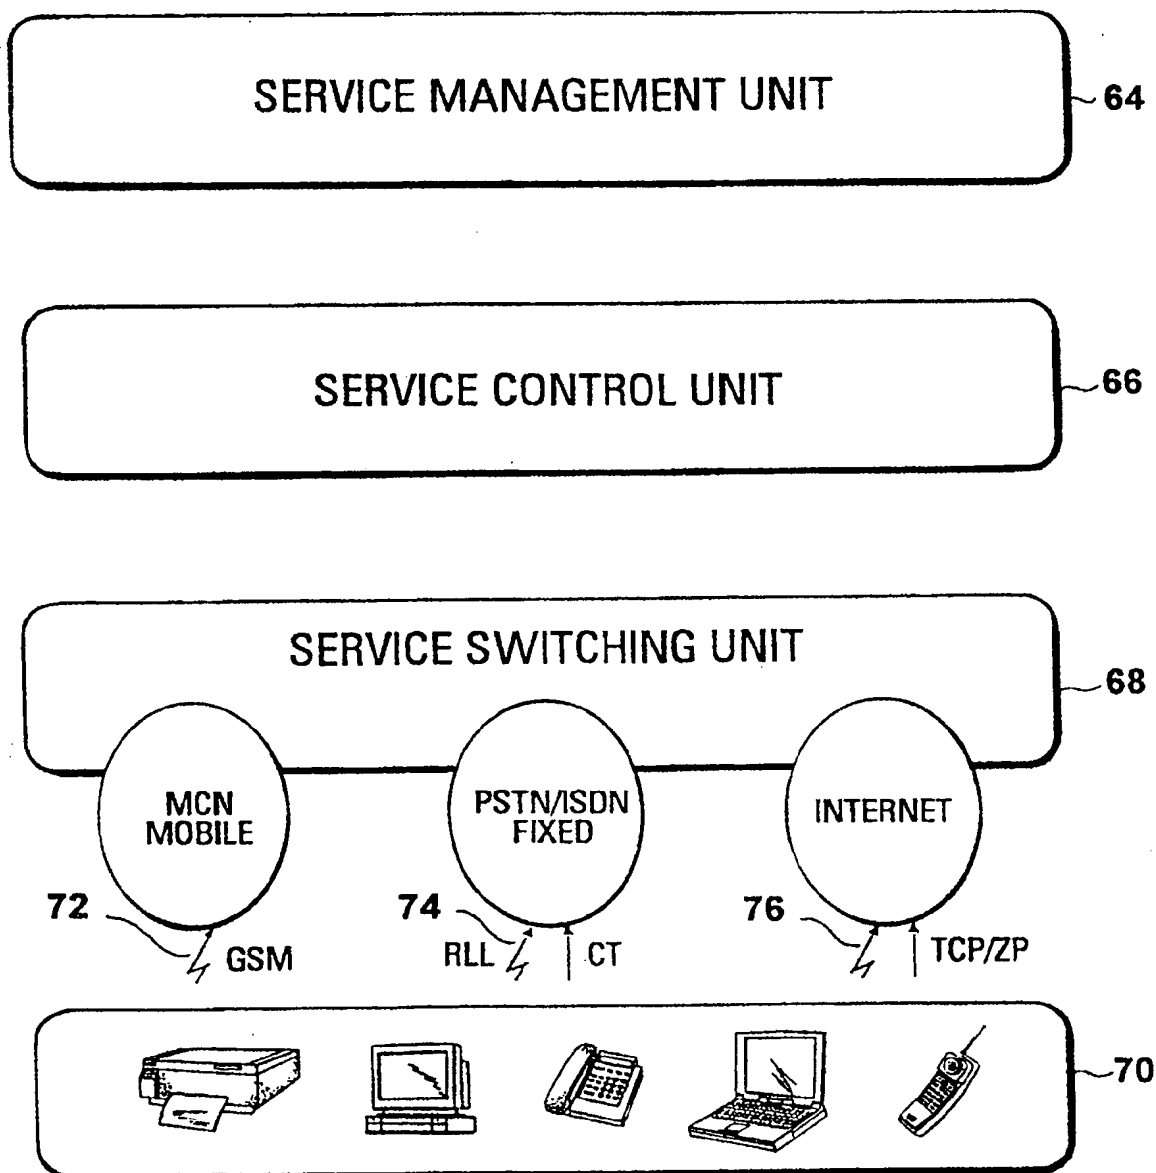 SERVICE MANAGEMENT UNIT
64
SERVICE CONTROL UNIT
66
SERVICE SWITCHING UNIT
68
MCN
MOBILE
PSTN/ISDN
FIXED
INTERNET
72
74
76
GSM
RLL
CT
TCP/ZP
70